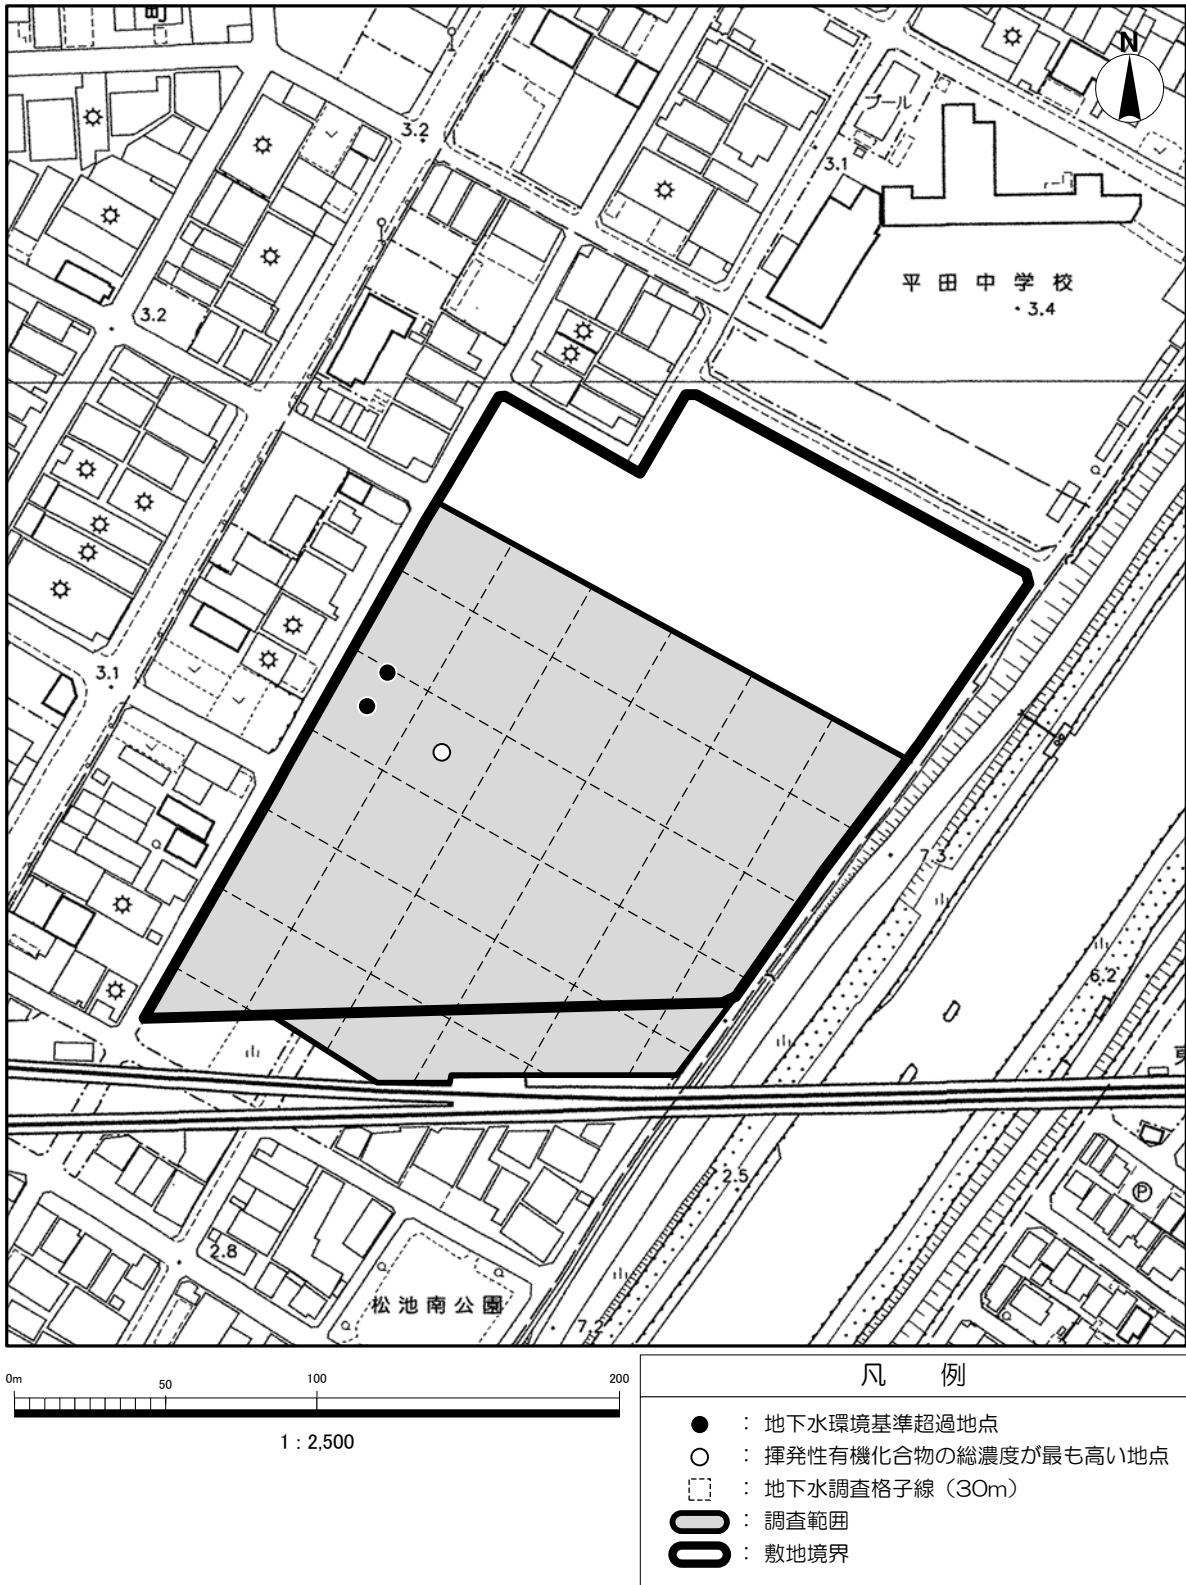 町
N
プール
3.2
3.1
平田中学校
3.4
3.2
3.1
7.3
6.2
2.5
P
2.8
松池南公園
7.2
0m 50 100 200
1：2,500
凡 例
● ： 地下水環境基準超過地点
○ ： 揮発性有機化合物の総濃度が最も高い地点
： 地下水調査格子線（30m）
： 調査範囲
： 敷地境界